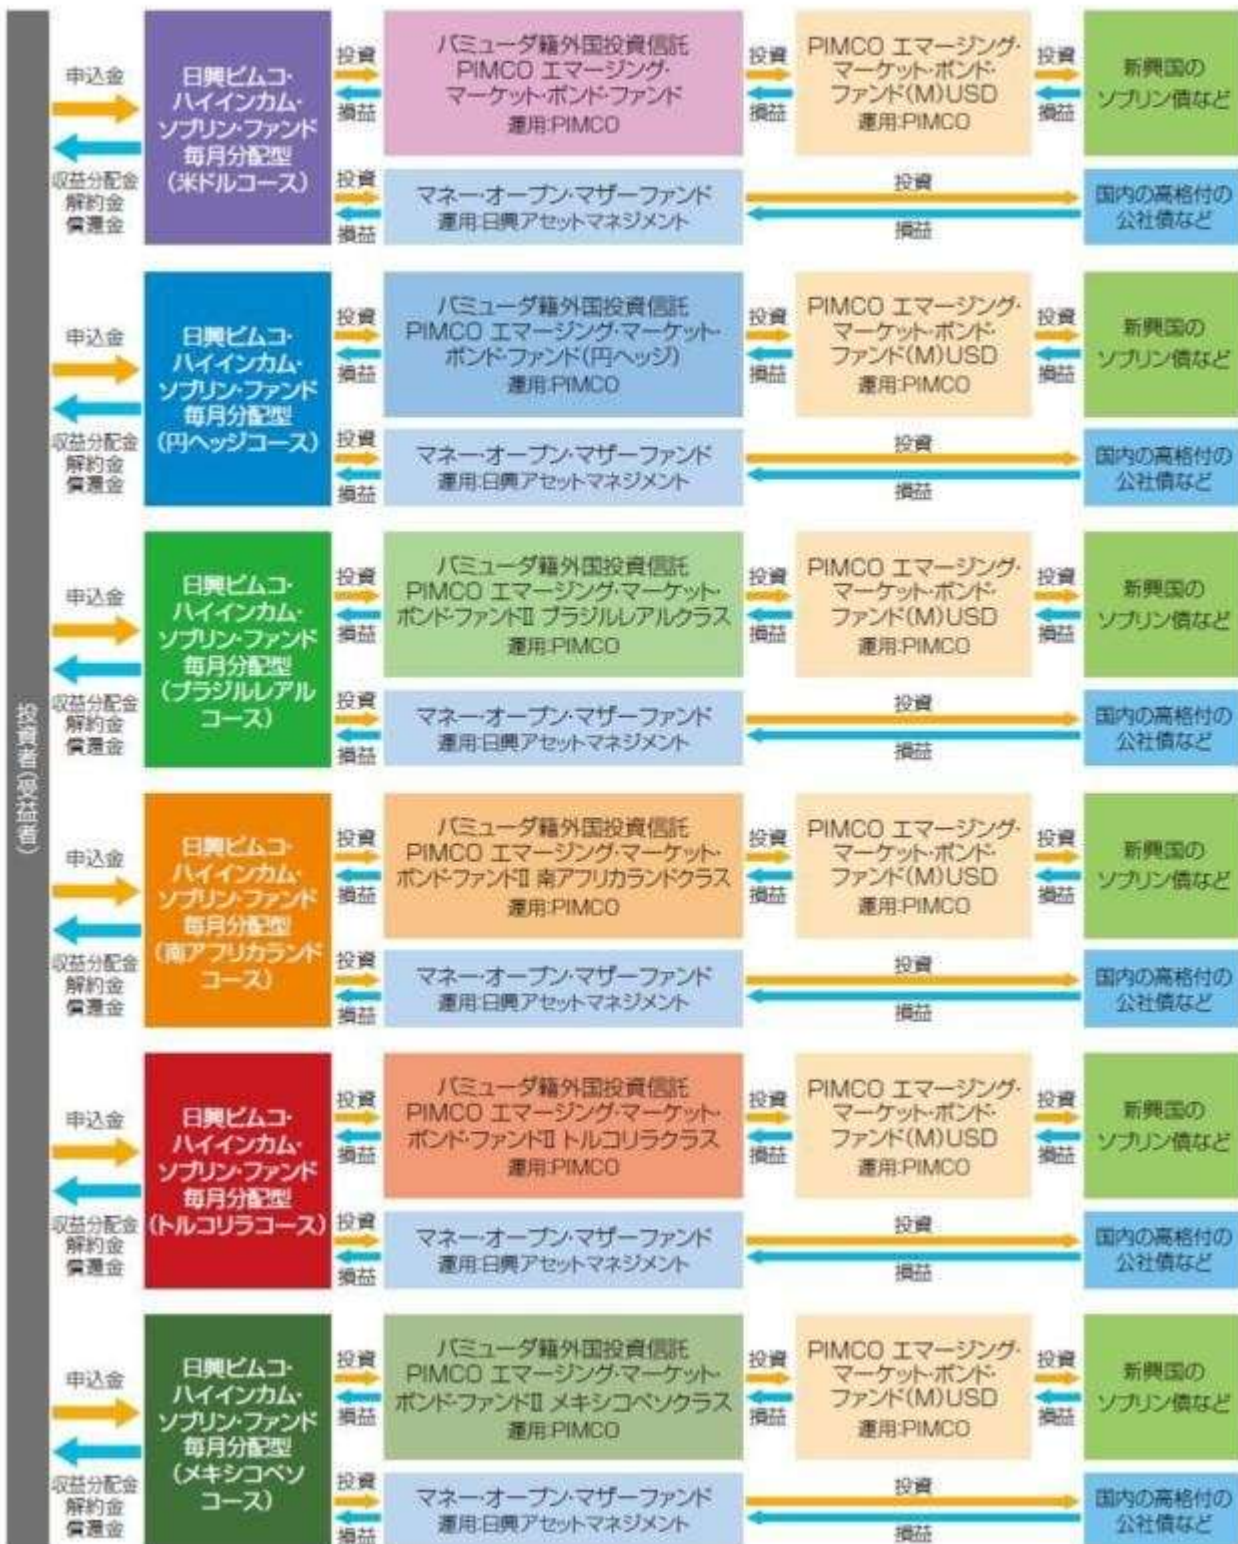 投資者(受益者)
申込金
収益分配金
解約金
償還金
日興ピムコ・
ハイインカム・
ソブリン・ファンド
毎月分配型
(米ドルコース)
投資
損益
バミューダ籍外国投資信託
PIMCO エマージング・
マーケット・ボンド・ファンド
運用:PIMCO
投資
損益
PIMCO エマージング・
マーケット・ボンド・
ファンド(M)USD
運用:PIMCO
投資
損益
新興国の
ソブリン債など
投資
損益
マネー・オープン・マザーファンド
運用:日興アセットマネジメント
投資
損益
国内の高格付の
公社債など
申込金
収益分配金
解約金
償還金
日興ピムコ・
ハイインカム・
ソブリン・ファンド
毎月分配型
(円ヘッジコース)
投資
損益
バミューダ籍外国投資信託
PIMCO エマージング・マーケット・
ボンド・ファンド(円ヘッジ)
運用:PIMCO
投資
損益
PIMCO エマージング・
マーケット・ボンド・
ファンド(M)USD
運用:PIMCO
投資
損益
新興国の
ソブリン債など
投資
損益
マネー・オープン・マザーファンド
運用:日興アセットマネジメント
投資
損益
国内の高格付の
公社債など
申込金
収益分配金
解約金
償還金
日興ピムコ・
ハイインカム・
ソブリン・ファンド
毎月分配型
(ブラジルレアル
コース)
投資
損益
バミューダ籍外国投資信託
PIMCO エマージング・マーケット・
ボンド・ファンドⅡ ブラジルレアルクラス
運用:PIMCO
投資
損益
PIMCO エマージング・
マーケット・ボンド・
ファンド(M)USD
運用:PIMCO
投資
損益
新興国の
ソブリン債など
投資
損益
マネー・オープン・マザーファンド
運用:日興アセットマネジメント
投資
損益
国内の高格付の
公社債など
申込金
収益分配金
解約金
償還金
日興ピムコ・
ハイインカム・
ソブリン・ファンド
毎月分配型
(南アフリカランド
コース)
投資
損益
バミューダ籍外国投資信託
PIMCO エマージング・マーケット・
ボンド・ファンドⅡ 南アフリカランドクラス
運用:PIMCO
投資
損益
PIMCO エマージング・
マーケット・ボンド・
ファンド(M)USD
運用:PIMCO
投資
損益
新興国の
ソブリン債など
投資
損益
マネー・オープン・マザーファンド
運用:日興アセットマネジメント
投資
損益
国内の高格付の
公社債など
申込金
収益分配金
解約金
償還金
日興ピムコ・
ハイインカム・
ソブリン・ファンド
毎月分配型
(トルコリラコース)
投資
損益
バミューダ籍外国投資信託
PIMCO エマージング・マーケット・
ボンド・ファンドⅡ トルコリラクラス
運用:PIMCO
投資
損益
PIMCO エマージング・
マーケット・ボンド・
ファンド(M)USD
運用:PIMCO
投資
損益
新興国の
ソブリン債など
投資
損益
マネー・オープン・マザーファンド
運用:日興アセットマネジメント
投資
損益
国内の高格付の
公社債など
申込金
収益分配金
解約金
償還金
日興ピムコ・
ハイインカム・
ソブリン・ファンド
毎月分配型
(メキシコペソ
コース)
投資
損益
バミューダ籍外国投資信託
PIMCO エマージング・マーケット・
ボンド・ファンドⅡ メキシコペソクラス
運用:PIMCO
投資
損益
PIMCO エマージング・
マーケット・ボンド・
ファンド(M)USD
運用:PIMCO
投資
損益
新興国の
ソブリン債など
投資
損益
マネー・オープン・マザーファンド
運用:日興アセットマネジメント
投資
損益
国内の高格付の
公社債など